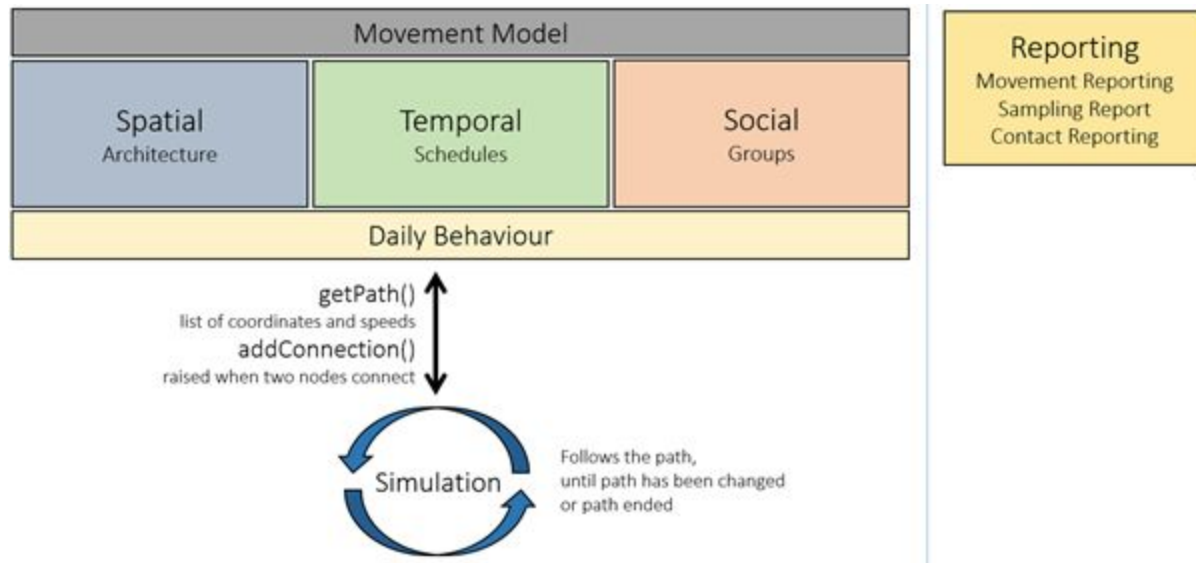 Movement Model
Spatial
Architecture
Temporal
Schedules
Social
Groups
Daily Behaviour
getPath()
list of coordinates and speeds
addConnection()
raised when two nodes connect
Simulation
Follows the path,
until path has been changed
or path ended
Reporting
Movement Reporting
Sampling Report
Contact Reporting